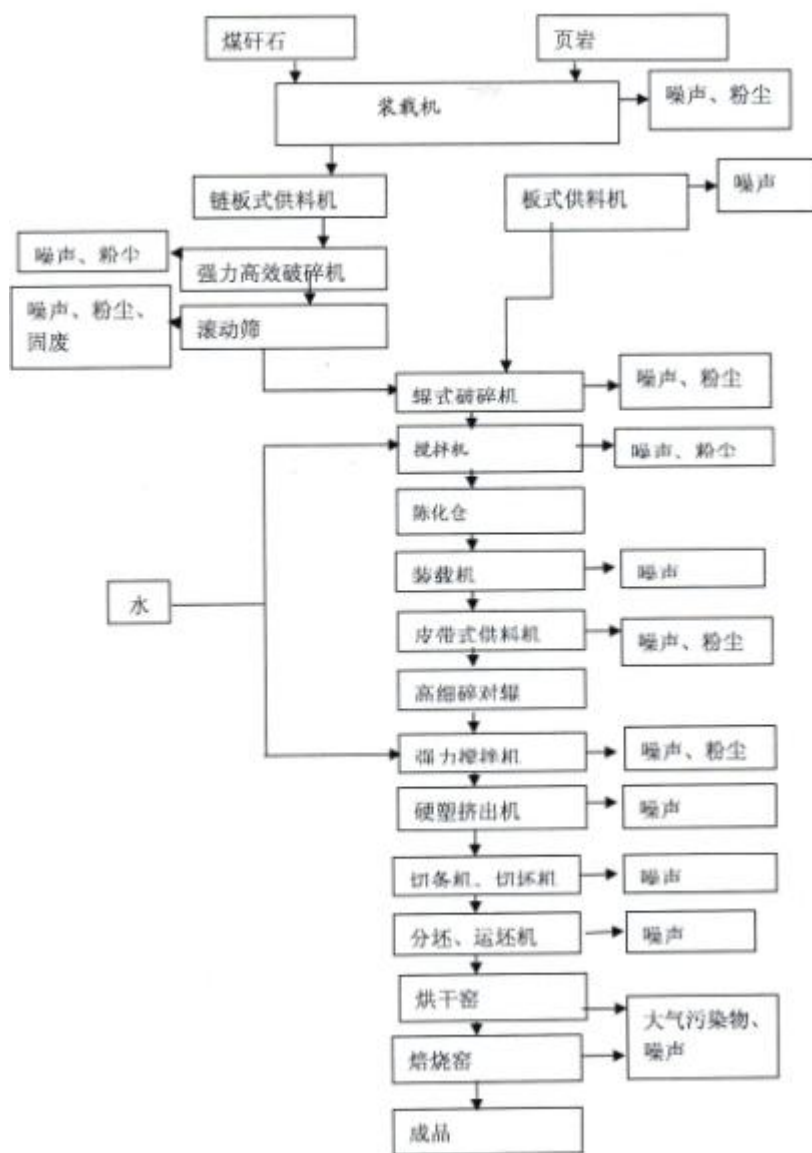 煤矸石
页岩
装载机
噪声、粉尘
链板式供料机
板式供料机
噪声
噪声、粉尘
强力高效破碎机
噪声、粉尘、
固废
滚动筛
辊式破碎机
噪声、粉尘
搅拌机
噪声、粉尘
陈化仓
装载机
噪声
水
皮带式供料机
噪声、粉尘
高细碎对辊
强力搅拌机
噪声、粉尘
硬塑挤出机
噪声
切条机、切坯机
噪声
分坯、运坯机
噪声
烘干窑
大气污染物、
噪声
焙烧窑
成品